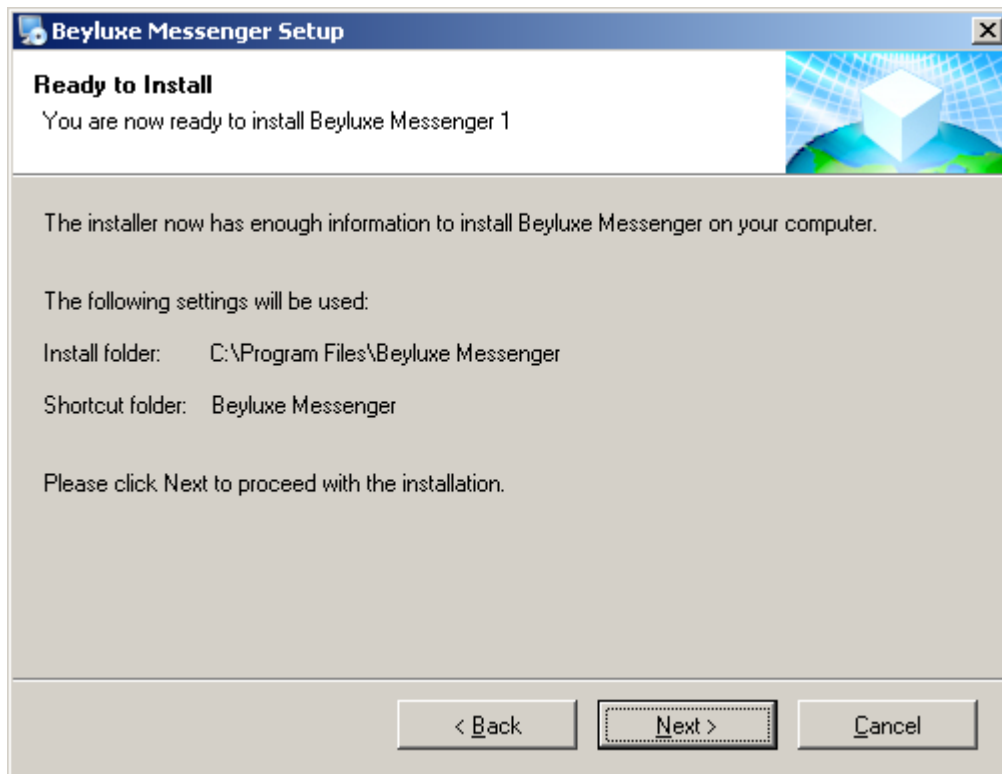 Beyluxe Messenger Setup
Ready to Install
You are now ready to install Beyluxe Messenger 1
The installer now has enough information to install Beyluxe Messenger on your computer.
The following settings will be used:
Install folder: C:\Program Files\Beyluxe Messenger
Shortcut folder: Beyluxe Messenger
Please click Next to proceed with the installation.
< Back Next > Cancel